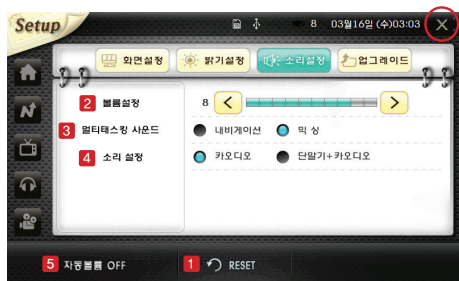 Setup 8 03월16일 (수)03:03
화면설정 밝기설정 소리설정 업그레이드
2 볼륨설정 8
3 멀티태스킹 사운드 내비게이션 믹 싱
4 소리 설정 카오디오 단말기+카오디오
5 자동볼륨 OFF 1 RESET